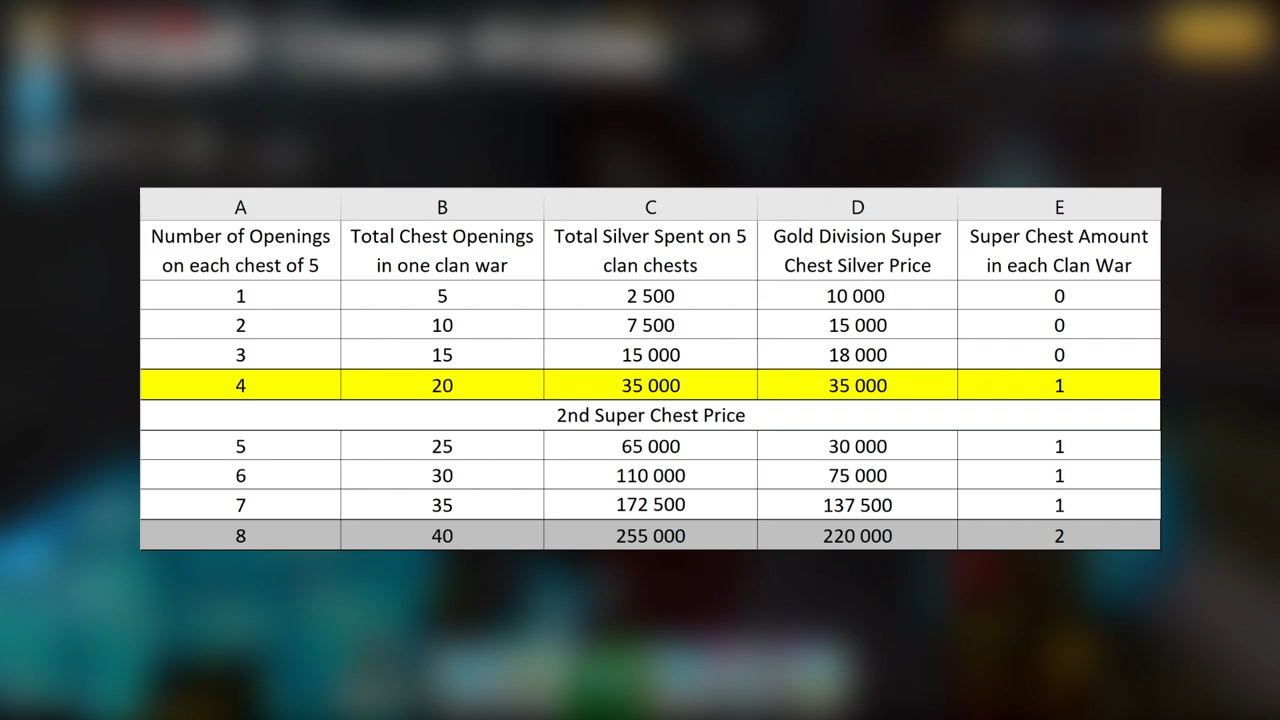 A B C D E
Number of Openings on each chest of 5 Total Chest Openings in one clan war Total Silver Spent on 5 clan chests Gold Division Super Chest Silver Price Super Chest Amount in each Clan War
1 5 2 500 10 000 0
2 10 7 500 15 000 0
3 15 15 000 18 000 0
4 20 35 000 35 000 1
2nd Super Chest Price
5 25 65 000 30 000 1
6 30 110 000 75 000 1
7 35 172 500 137 500 1
8 40 255 000 220 000 2